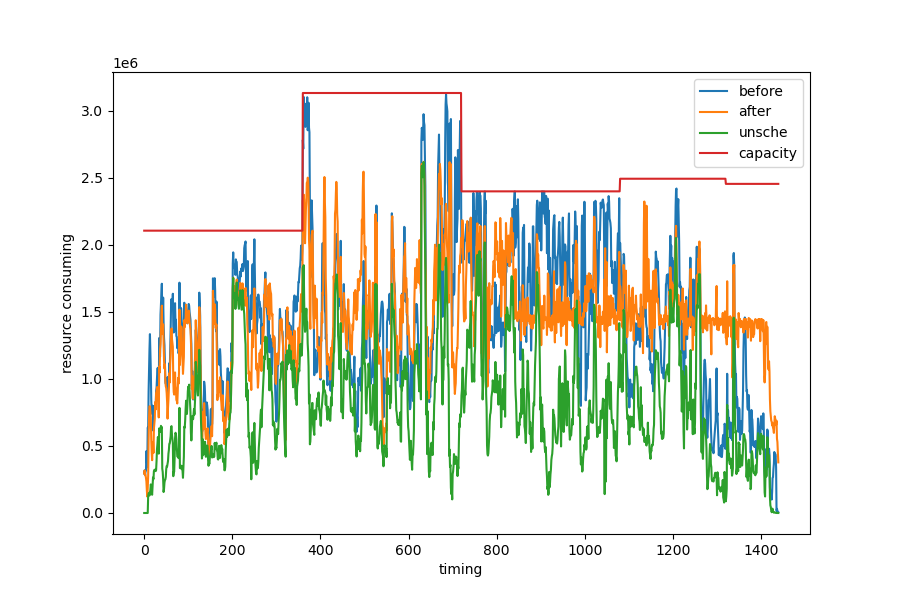 1e6
before
after
unsche
capacity
3.0
2.5
2.0
1.5
1.0
0.5
0.0
resource consuming
0 200 400 600 800 1000 1200 1400
timing